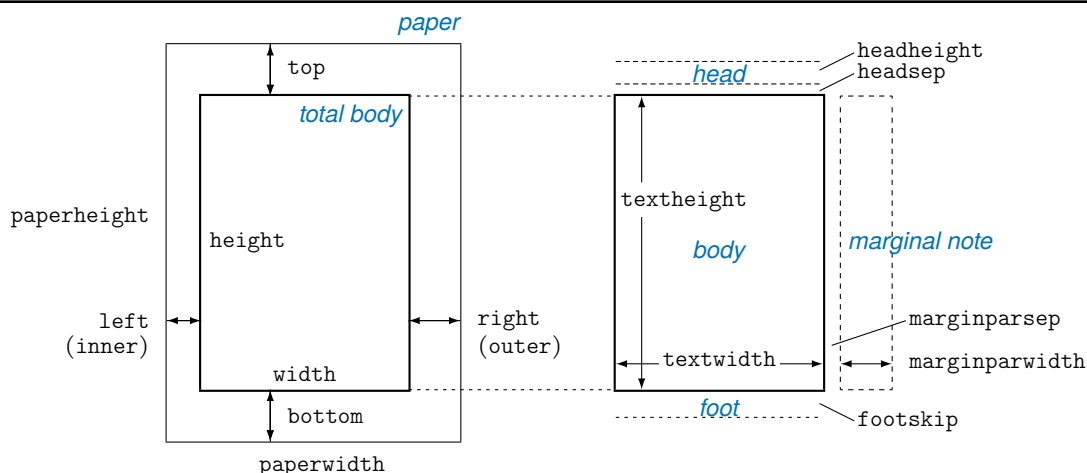 paper
top
total body
paperheight
height
left
(inner)
right
(outer)
width
bottom
paperwidth
headheight
head
headsep
textheight
body
marginal note
marginparsep
textwidth
marginparwidth
foot
footskip